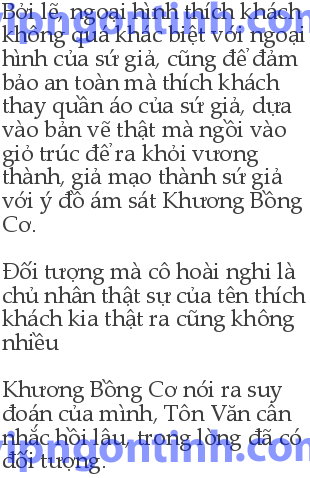 Bởi lẽ, ngoại hình thích khách
không quá khác biệt với ngoại
hình của sứ giả, cũng để đảm
bảo an toàn mà thích khách
thay quần áo của sứ giả, dựa
vào bản vẽ thật mà ngồi vào
giỏ trúc để ra khỏi vương
thành, giả mạo thành sứ giả
với ý đồ ám sát Khương Bồng
Cơ.
Đối tượng mà cô hoài nghi là
chủ nhân thật sự của tên thích
khách kia thật ra cũng không
nhiều
Khương Bồng Cơ nói ra suy
đoán của mình, Tôn Văn cân
nhắc hồi lâu, trong lòng đã có
đối tượng.
vipngontinh.com
vipngontinh.com